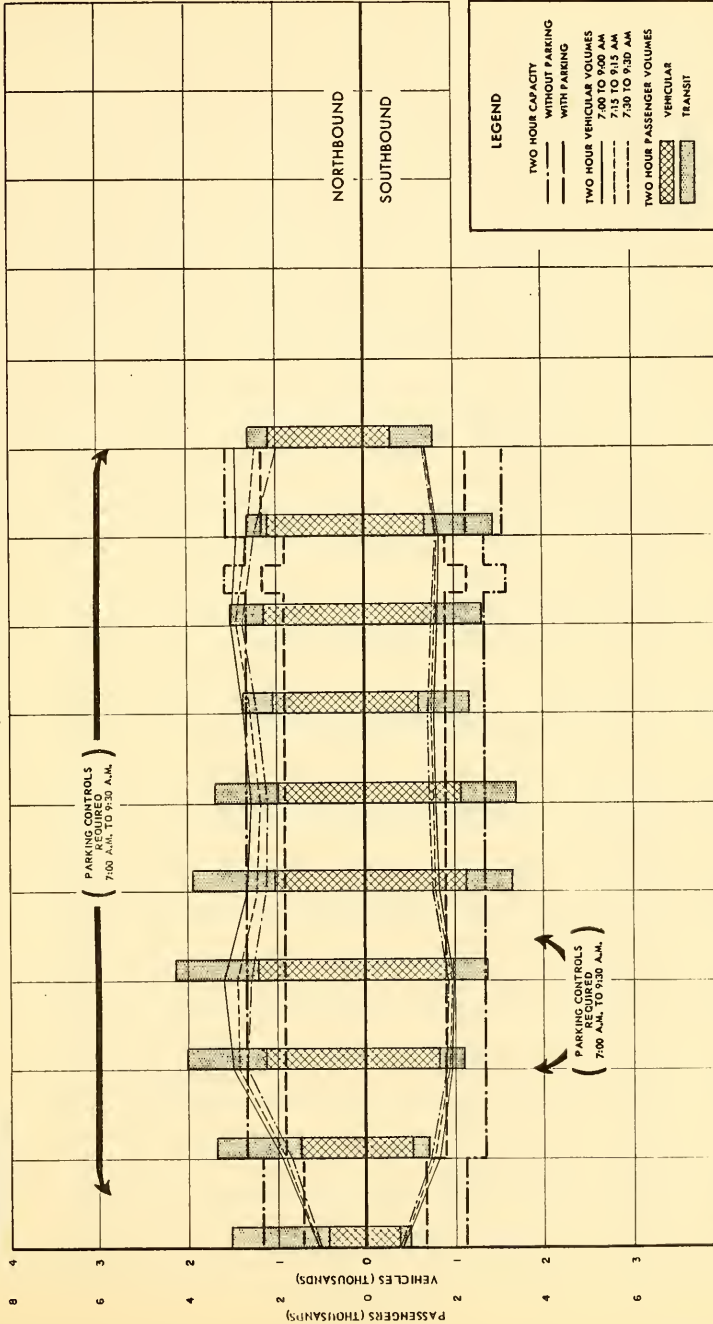 PASSENGERS (THOUSANDS)
VEHICLES (THOUSANDS)
8 4
6 3
4 2
2 1
0 0
2 1
4 2
6 3
( PARKING CONTROLS
REQUIRED
7:00 A.M. TO 9:30 A.M. )
NORTHBOUND
SOUTHBOUND
( PARKING CONTROLS
REQUIRED
7:00 A.M. TO 9:30 A.M. )
LEGEND
TWO HOUR CAPACITY
WITHOUT PARKING
WITH PARKING
TWO HOUR VEHICULAR VOLUMES
7:00 TO 9:00 AM
7:15 TO 9:15 AM
7:30 TO 9:30 AM
TWO HOUR PASSENGER VOLUMES
VEHICULAR
TRANSIT